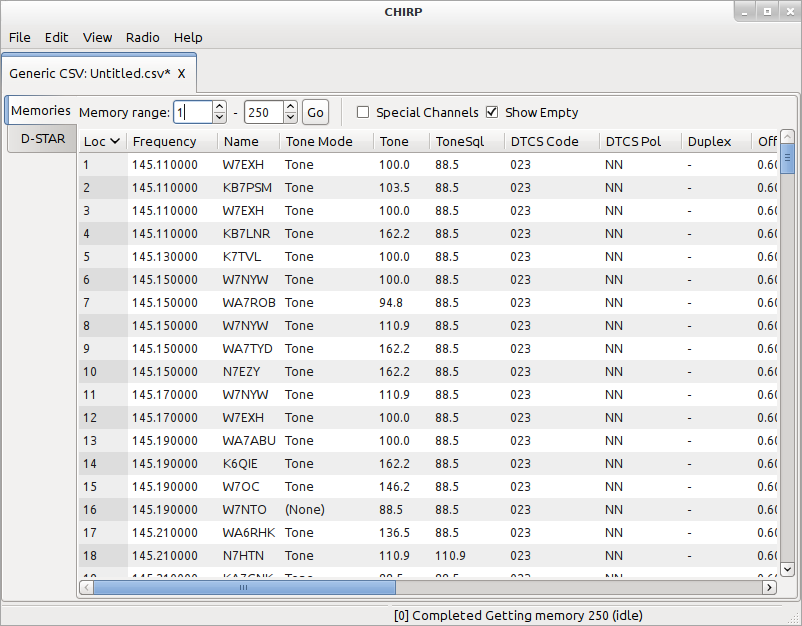 CHIRP
File Edit View Radio Help
Generic CSV: Untitled.csv* X
Memories Memory range: 1 - 250 Go Special Channels Show Empty
D-STAR
Loc Frequency Name Tone Mode Tone ToneSql DTCS Code DTCS Pol Duplex Off
1 145.110000 W7EXH Tone 100.0 88.5 023 NN - 0.60
2 145.110000 KB7PSM Tone 103.5 88.5 023 NN - 0.60
3 145.110000 W7EXH Tone 100.0 88.5 023 NN - 0.60
4 145.110000 KB7LNR Tone 162.2 88.5 023 NN - 0.60
5 145.130000 K7TVL Tone 100.0 88.5 023 NN - 0.60
6 145.150000 W7NYW Tone 100.0 88.5 023 NN - 0.60
7 145.150000 WA7ROB Tone 94.8 88.5 023 NN - 0.60
8 145.150000 W7NYW Tone 110.9 88.5 023 NN - 0.60
9 145.150000 WA7TYD Tone 162.2 88.5 023 NN - 0.60
10 145.150000 N7EZY Tone 162.2 88.5 023 NN - 0.60
11 145.170000 W7NYW Tone 110.9 88.5 023 NN - 0.60
12 145.170000 W7EXH Tone 100.0 88.5 023 NN - 0.60
13 145.190000 WA7ABU Tone 100.0 88.5 023 NN - 0.60
14 145.190000 K6QIE Tone 162.2 88.5 023 NN - 0.60
15 145.190000 W7OC Tone 146.2 88.5 023 NN - 0.60
16 145.190000 W7NTO (None) 88.5 88.5 023 NN - 0.60
17 145.210000 WA6RHK Tone 136.5 88.5 023 NN - 0.60
18 145.210000 N7HTN Tone 110.9 110.9 023 NN - 0.60
[0] Completed Getting memory 250 (idle)